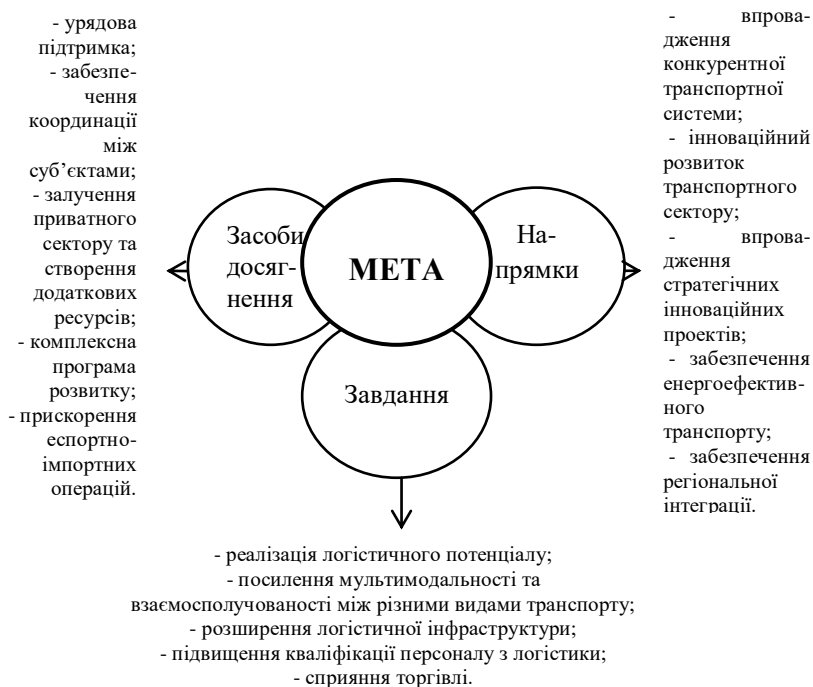 - урядова
підтримка;
- забезпе-
чення
координації
між
суб’єктами;
- залучення
приватного
сектору та
створення
додаткових
ресурсів;
- комплексна
програма
розвитку;
- прискорення
еспортно-
імпортних
операцій.
Засоби
досяг-
нення
МЕТА
На-
прямки
Завдання
- впрова-
дження
конкурентної
транспортної
системи;
- інноваційний
розвиток
транспортного
сектору;
- впрова-
дження
стратегічних
інноваційних
проектів;
- забезпечення
енергоефектив-
ного
транспорту;
- забезпечення
регіональної
інтеграції.
- реалізація логістичного потенціалу;
- посилення мультимодальності та
взаємосполучованості між різними видами транспорту;
- розширення логістичної інфраструктури;
- підвищення кваліфікації персоналу з логістики;
- сприяння торгівлі.